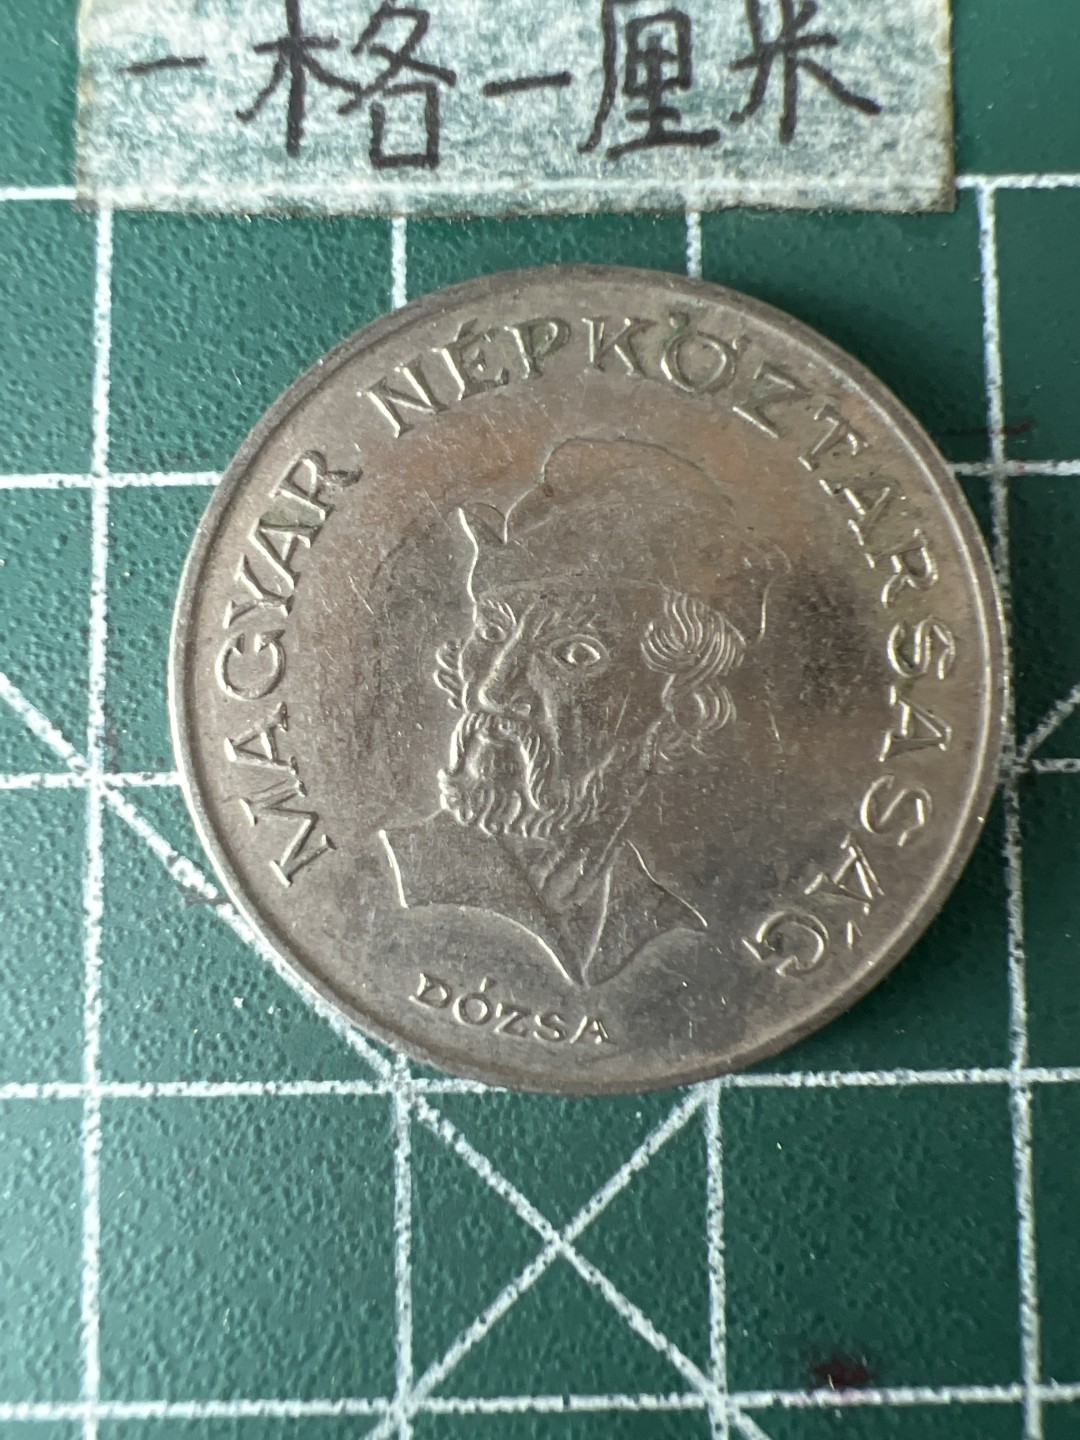 一格一厘米
MAGYAR NÉPKÖZTÁRSASÁG
DÓZSA